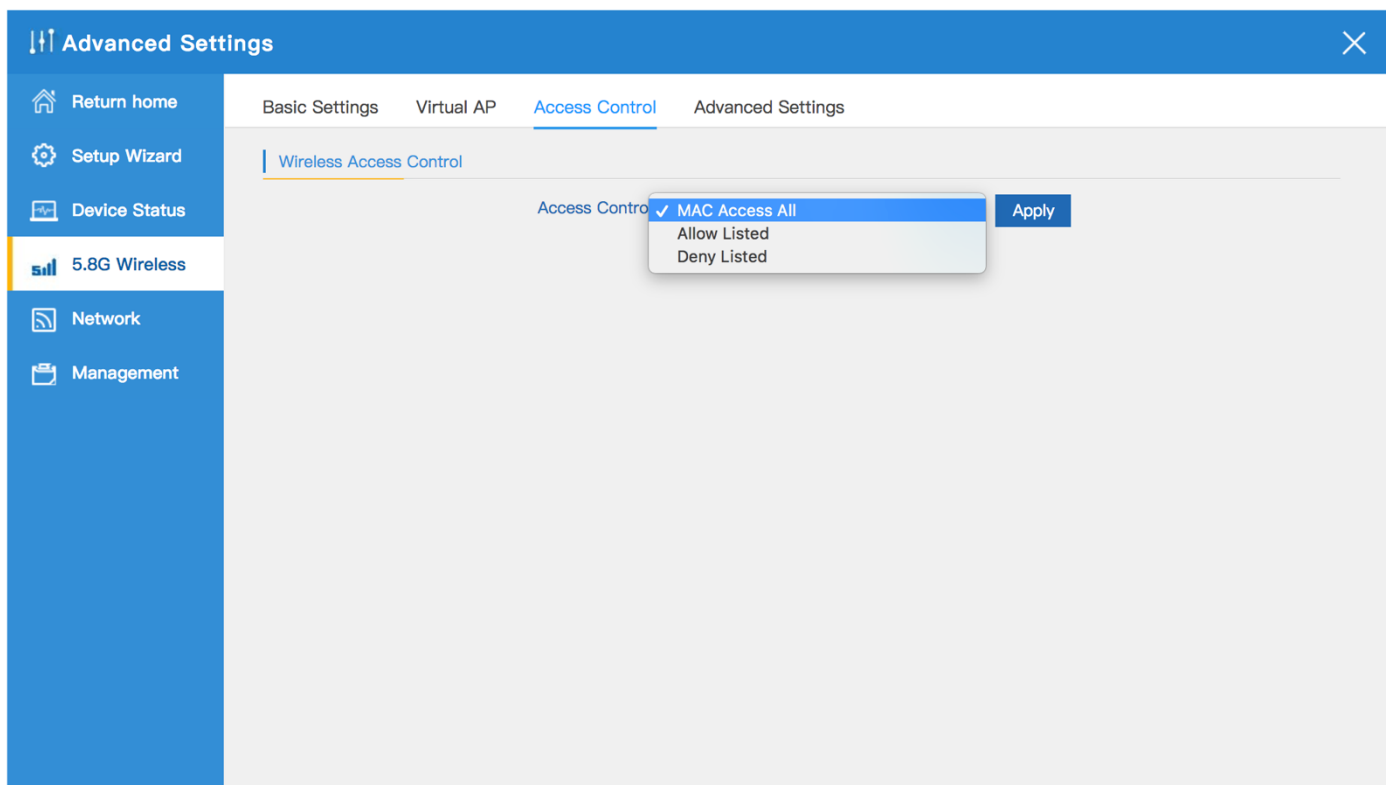 Advanced Settings
Return home
Setup Wizard
Device Status
5.8G Wireless
Network
Management
Basic Settings Virtual AP Access Control Advanced Settings
Wireless Access Control
Access Contro ✓ MAC Access All Apply
Allow Listed
Deny Listed